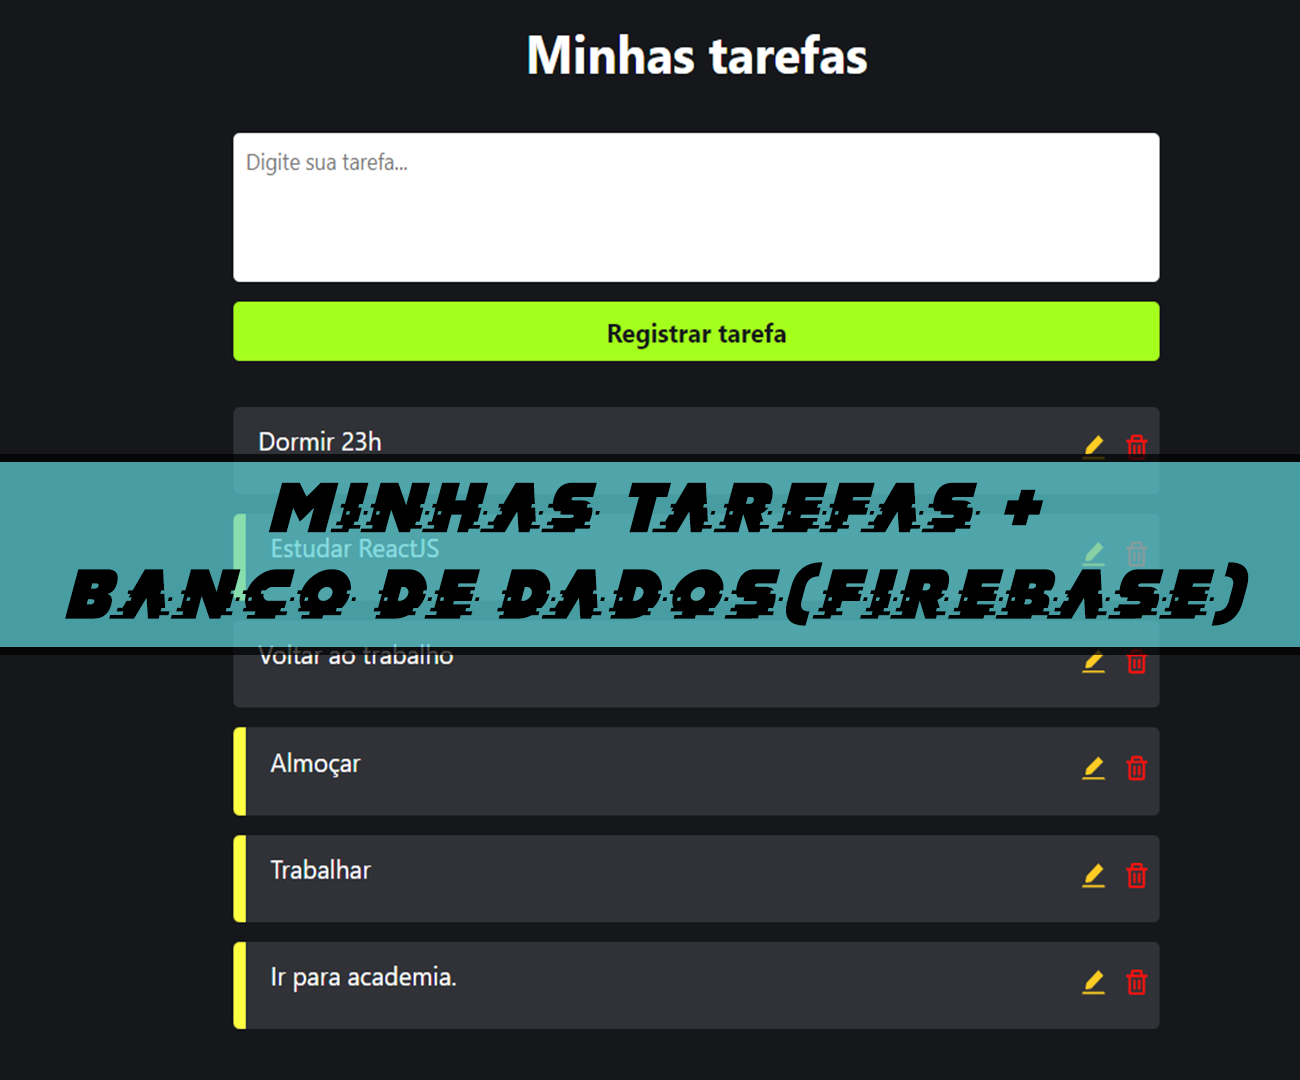 Minhas tarefas
Digite sua tarefa...
Registrar tarefa
Dormir 23h
MINHAS TAREFAS +
Estudar ReactJS
BANCO DE DADOS(FIREBASE)
Voltar ao trabalho
Almoçar
Trabalhar
Ir para academia.